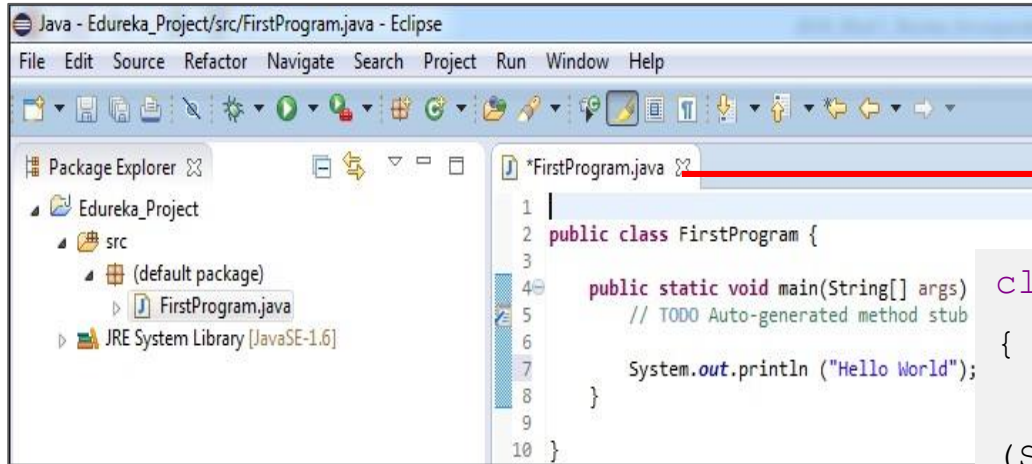 Java - Edureka_Project/src/FirstProgram.java - Eclipse
File Edit Source Refactor Navigate Search Project Run Window Help
Package Explorer
Edureka_Project
src
(default package)
FirstProgram.java
JRE System Library [JavaSE-1.6]
*FirstProgram.java
1
2 public class FirstProgram {
3
4 public static void main(String[] args)
5 // TODO Auto-generated method stub
6
7 System.out.println ("Hello World");
8 }
9
10 }
cl
{
(S